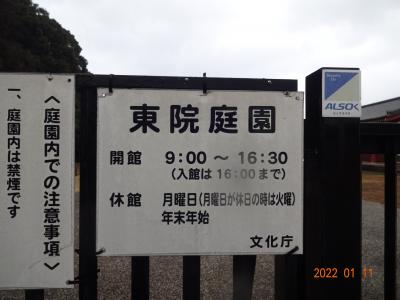 東院庭園
開館 9:00 ～ 16:30
(入館は 16:00 まで)
休館 月曜日(月曜日が休日の時は火曜)
年末年始
文化庁
〈庭園内での注意事項〉
一、庭園内は禁煙です
ALSOK
2022 01 11